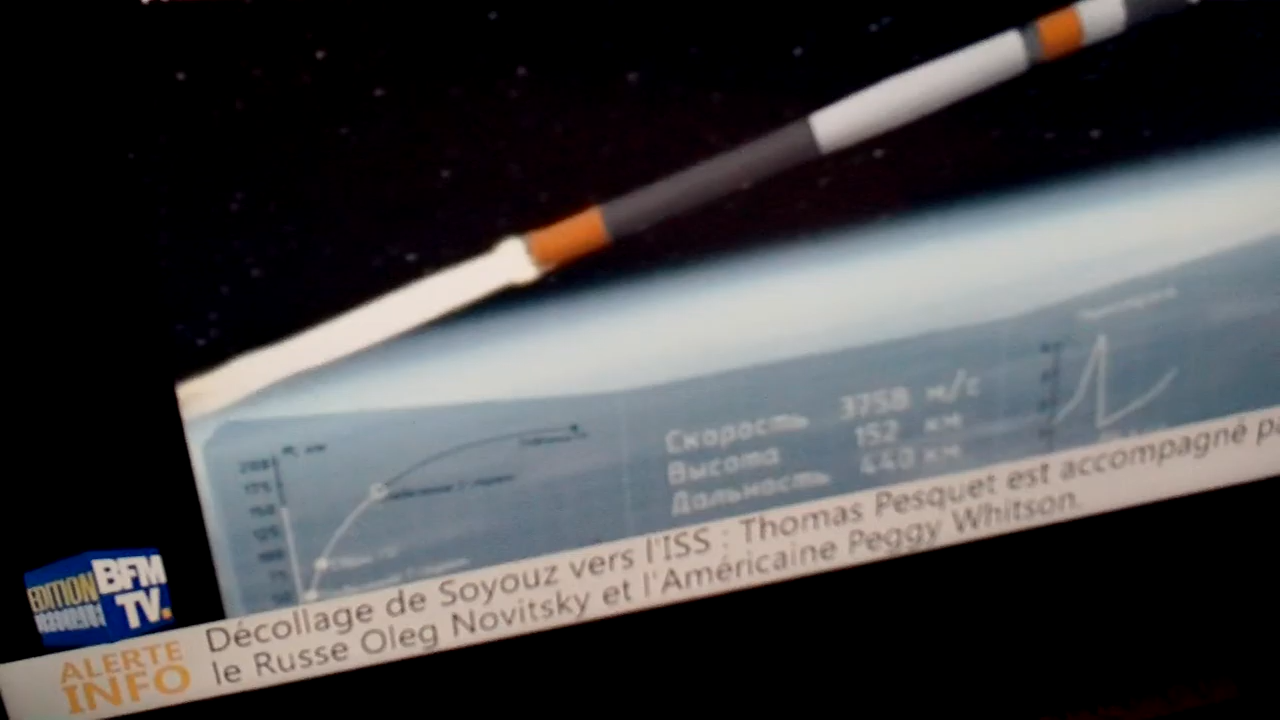 Скорость 3758 м/с
Высота 152 км
Дальность 440 км
EDITION
BFM
TV.
ALERTE
INFO
Décollage de Soyouz vers l'ISS : Thomas Pesquet est accompagné pa
le Russe Oleg Novitsky et l'Américaine Peggy Whitson.